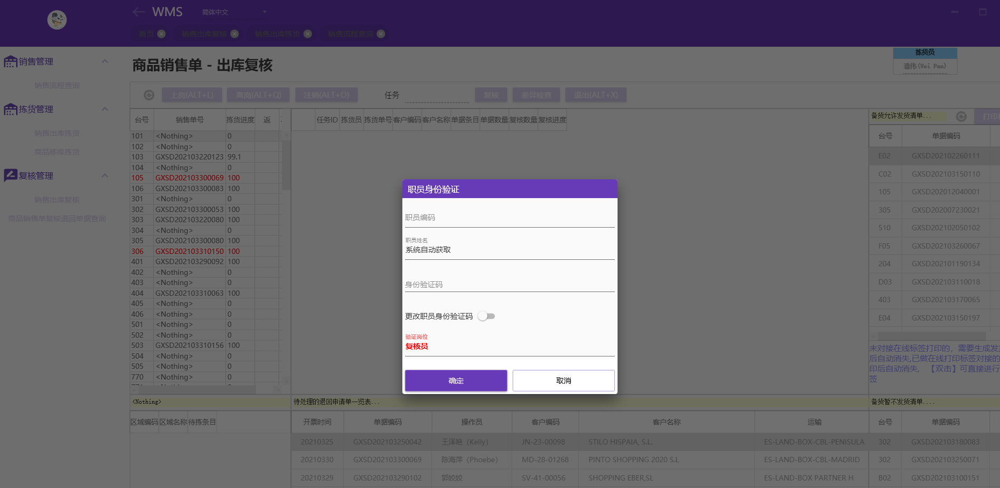 WMS 简体中文
首页 销售出库复核 销售出库拣货 销售流程查询
销售管理
销售流程查询
拣货管理
销售出库拣货
商品移库拣货
复核管理
销售出库复核
商品销售单复核退回单据查询
商品销售单 - 出库复核
拣货员
潘伟(Wei Pan)
上岗(ALT+L) 离岗(ALT+Q) 注销(ALT+O) 任务 复核 差异检查 退出(ALT+X)
台号 销售单号 拣货进度 返
101 <Nothing> 0
102 <Nothing> 0
103 GXSD202103220123 99.1
104 <Nothing> 0
105 GXSD202103300069 100
106 GXSD202103300083 100
301 <Nothing> 0
302 GXSD202103300053 100
303 GXSD202103220080 100
304 <Nothing> 0
305 GXSD202103300080 100
306 GXSD202103310150 100
401 GXSD202103290092 100
402 <Nothing> 0
403 <Nothing> 0
404 GXSD202103310063 100
405 <Nothing> 0
406 <Nothing> 0
501 <Nothing> 0
502 <Nothing> 0
503 GXSD202103310156 100
504 <Nothing> 0
505 <Nothing> 0
770 <Nothing> 0
任务ID 拣货员 拣货单号 客户编码 客户名称 单据条目 单据数量 复核数量 复核进度
职员身份验证
职员编码
职员姓名
系统自动获取
身份验证码
更改职员身份验证码
验证岗位
复核员
确定 取消
备货允许发货清单... 打印
台号 单据编码
E02 GXSD202102260111
C02 GXSD202103150110
105 GXSD202012040001
305 GXSD202007230021
510 GXSD202102050102
F05 GXSD202103260067
204 GXSD202101190134
D03 GXSD202103110018
403 GXSD202103170065
E04 GXSD202103150197
未对接在线标签打印的，需要生成发
后自动消失,已做在线打印标签对接的
印后自动消失，【双击】可直接进行
签
<Nothing>
区域编码 区域名称 待拣条目
待处理的退回申请单一览表...
开票时间 单据编码 操作员 客户编码 客户名称 运输
20210325 GXSD202103250042 王泽艳（Kelly） JN-23-00098 STILO HISPAIA, S.L. ES-LAND-BOX-CBL-PENISULA
20210330 GXSD202103300069 陈海萍（Phoebe） MD-28-01268 PINTO SHOPPING 2020 S.L ES-LAND-BOX-CBL-MADRID
20210329 GXSD202103290102 郭姣姣 SV-41-00056 SHOPPING EBER,SL ES-LAND-BOX PARTNER H
备货暂不发货清单....
台号 单据编码
302 GXSD202103180083
302 GXSD202103250071
B02 GXSD202103100151